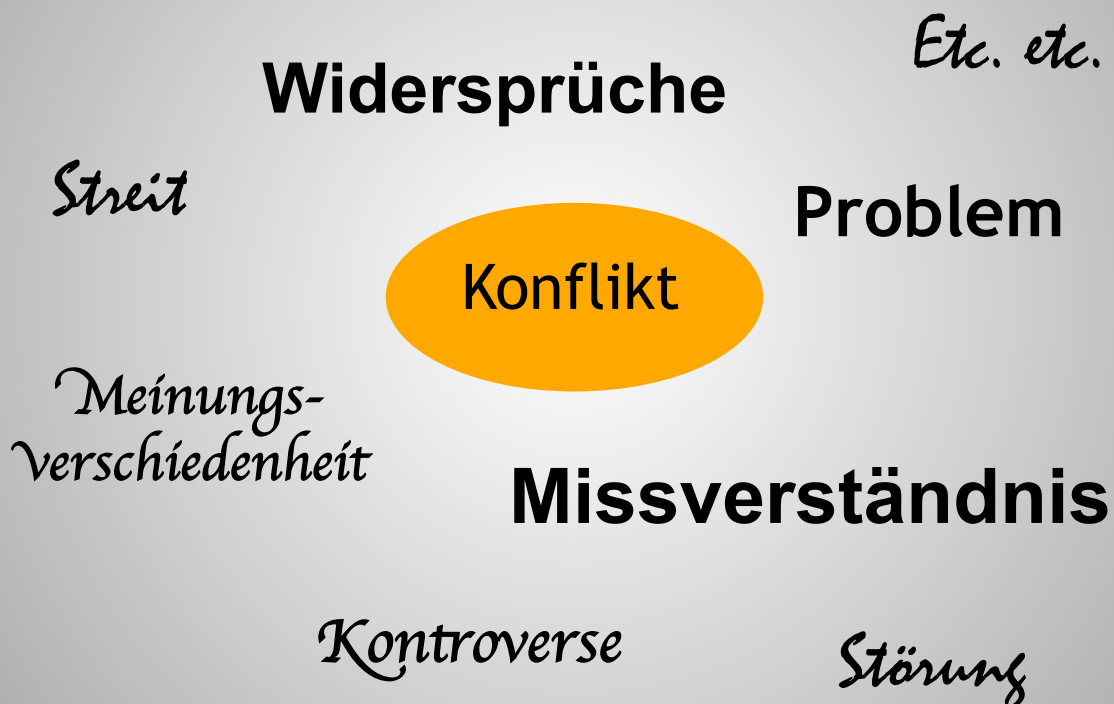 Etc. etc.
Widersprüche
Streit
Problem
Konflikt
Meinungs-
verschiedenheit
Missverständnis
Kontroverse
Störung